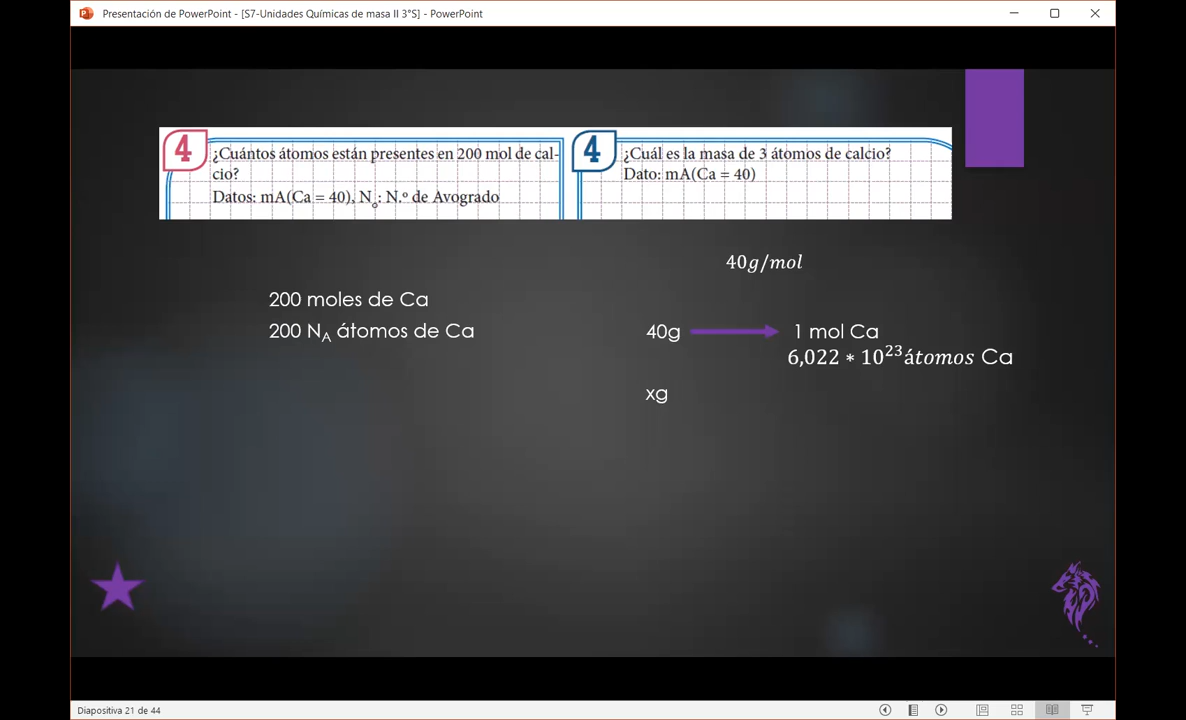 Presentación de PowerPoint - [S7-Unidades Químicas de masa II 3°S] - PowerPoint
4
¿Cuántos átomos están presentes en 200 mol de cal-
cio?
Datos: mA(Ca = 40), No: N.º de Avogrado
4
¿Cuál es la masa de 3 átomos de calcio?
Dato: mA(Ca = 40)
200 moles de Ca
200 N_A átomos de Ca
40g/mol
40g 1 mol Ca
6,022 ∗ 10^23 átomos Ca
xg
Diapositiva 21 de 44